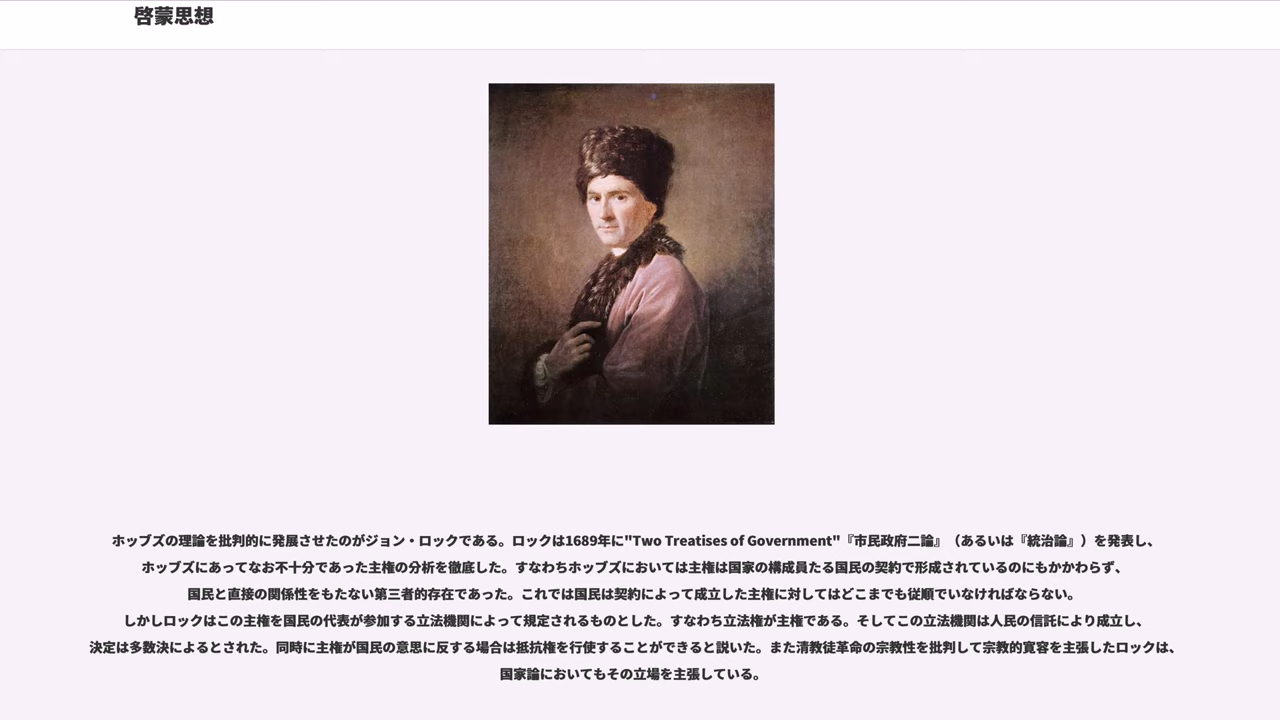 啓蒙思想
ホッブズの理論を批判的に発展させたのがジョン・ロックである。ロックは1689年に"Two Treatises of Government"『市民政府二論』（あるいは『統治論』）を発表し、
ホッブズにあってなお不十分であった主権の分析を徹底した。すなわちホッブズにおいては主権は国家の構成員たる国民の契約で形成されているのにもかかわらず、
国民と直接の関係性をもたない第三者的存在であった。これでは国民は契約によって成立した主権に対してはどこまでも従順でいなければならない。
しかしロックはこの主権を国民の代表が参加する立法機関によって規定されるものとした。すなわち立法権が主権である。そしてこの立法機関は人民の信託により成立し、
決定は多数決によるとされた。同時に主権が国民の意思に反する場合は抵抗権を行使することができると説いた。また清教徒革命の宗教性を批判して宗教的寛容を主張したロックは、
国家論においてもその立場を主張している。